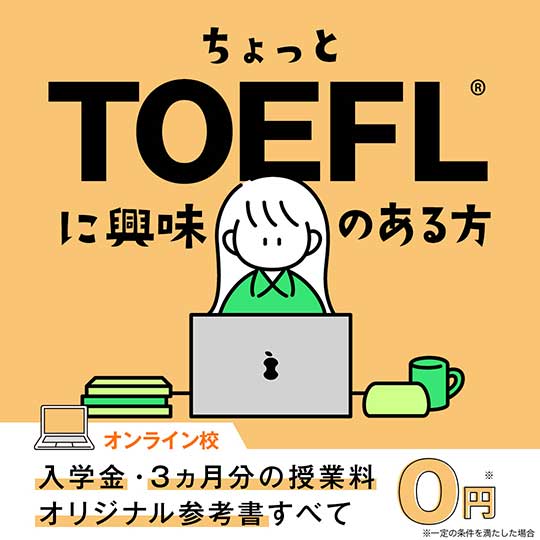 ちょっと
TOEFL®
に興味のある方
オンライン校
入学金・3ヵ月分の授業料
オリジナル参考書すべて
0円※
※一定の条件を満たした場合